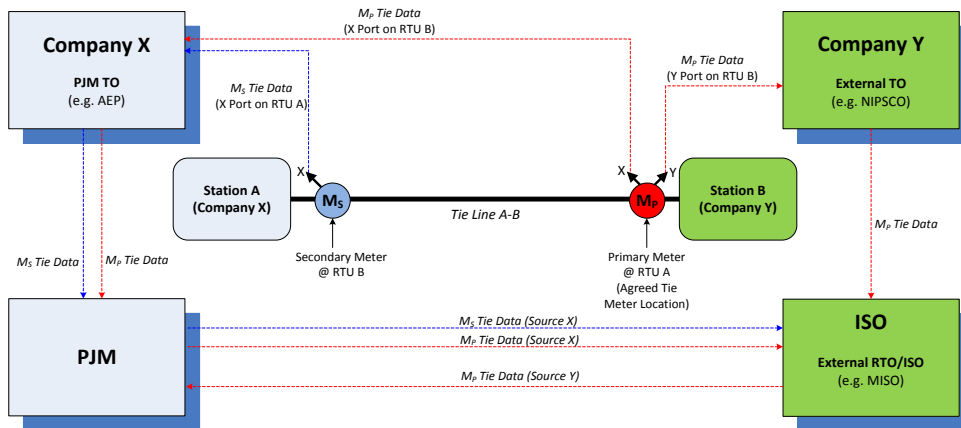 Company X
PJM TO
(e.g. AEP)
M_P Tie Data
(X Port on RTU B)
M_S Tie Data
(X Port on RTU A)
M_P Tie Data
(Y Port on RTU B)
Company Y
External TO
(e.g. NIPSCO)
Station A
(Company X)
X
M_S
Tie Line A-B
X
Y
M_P
Station B
(Company Y)
Secondary Meter
@ RTU B
Primary Meter
@ RTU A
(Agreed Tie
Meter Location)
M_S Tie Data
M_P Tie Data
M_P Tie Data
PJM
M_S Tie Data (Source X)
M_P Tie Data (Source X)
M_P Tie Data (Source Y)
ISO
External RTO/ISO
(e.g. MISO)